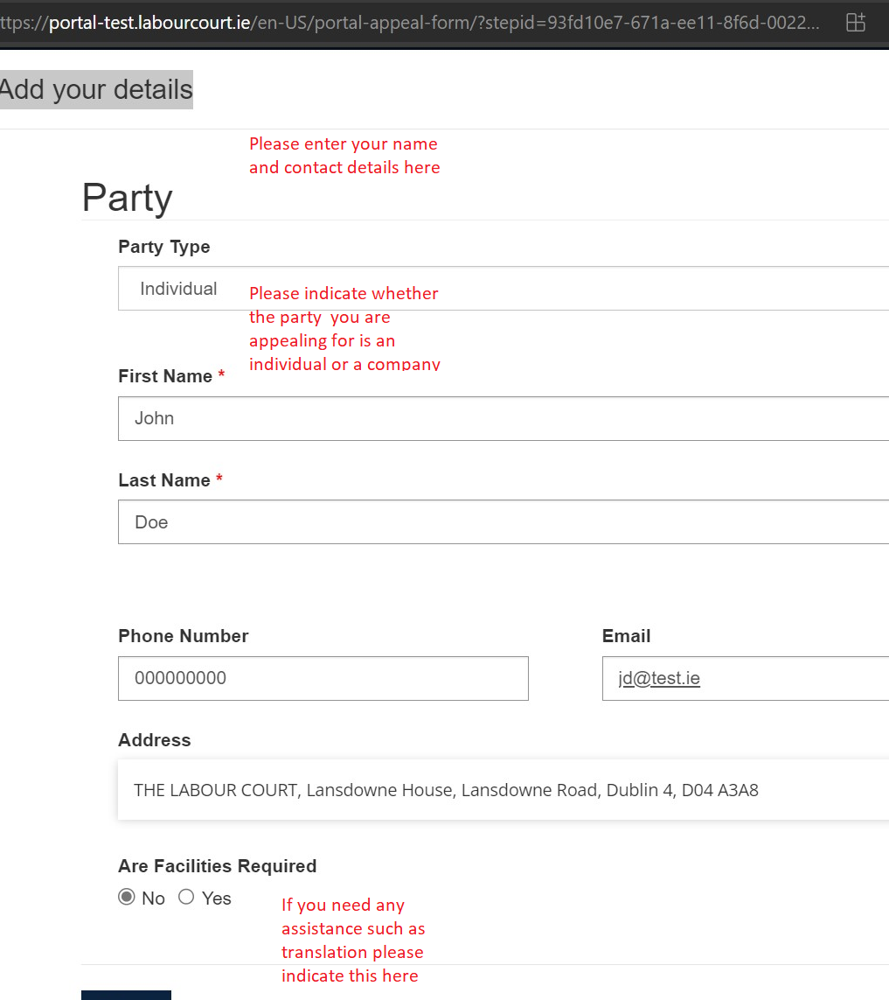 ttps://portal-test.labourcourt.ie/en-US/portal-appeal-form/?stepid=93fd10e7-671a-ee11-8f6d-0022...
Add your details
Please enter your name
and contact details here
Party
Party Type
Individual
Please indicate whether
the party you are
appealing for is an
individual or a company
First Name *
John
Last Name *
Doe
Phone Number
000000000
Email
jd@test.ie
Address
THE LABOUR COURT, Lansdowne House, Lansdowne Road, Dublin 4, D04 A3A8
Are Facilities Required
No Yes
If you need any
assistance such as
translation please
indicate this here